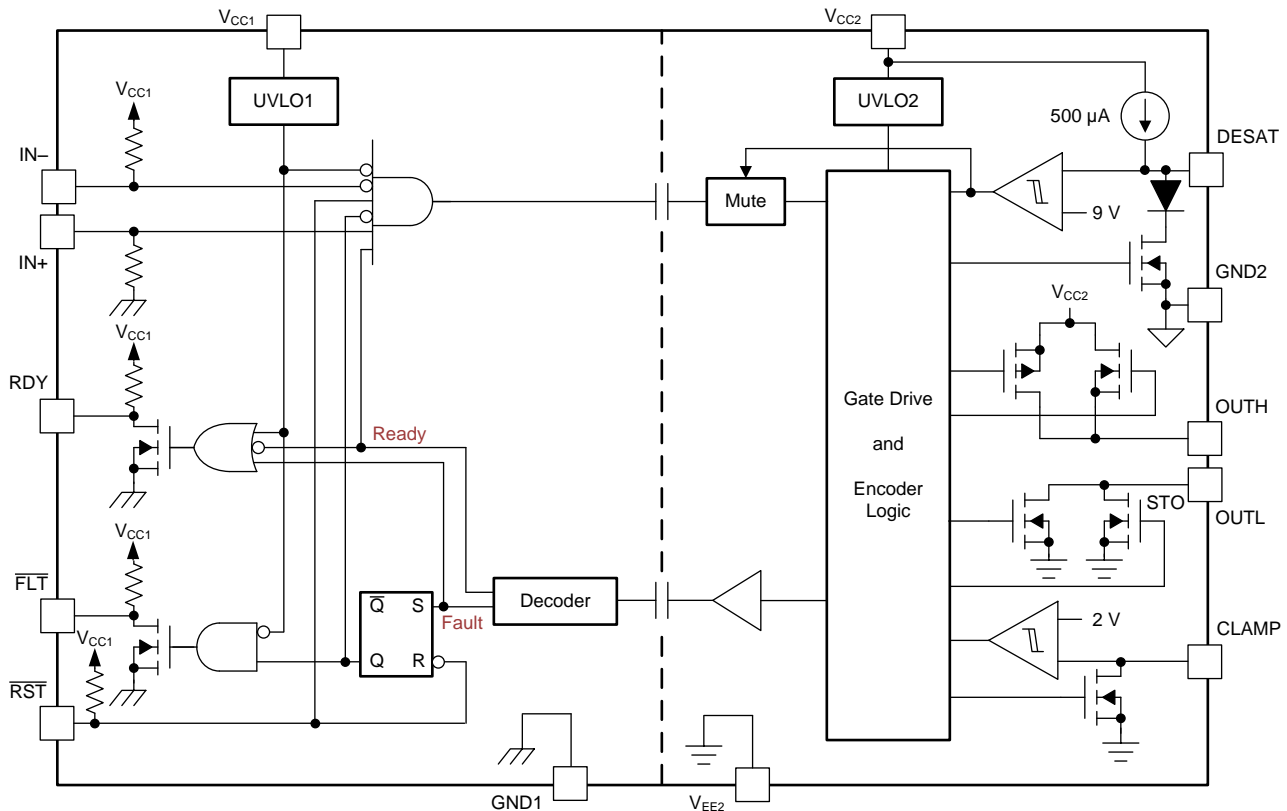 VCC1
VCC2
UVLO1
UVLO2
VCC1
500 µA
DESAT
IN–
Mute
9 V
IN+
GND2
VCC2
VCC1
RDY
Gate Drive
and
Encoder
Logic
OUTH
Ready
STO
OUTL
VCC1
FLT
Q S
Decoder
Fault
2 V
CLAMP
VCC1
Q R
RST
GND1
VEE2